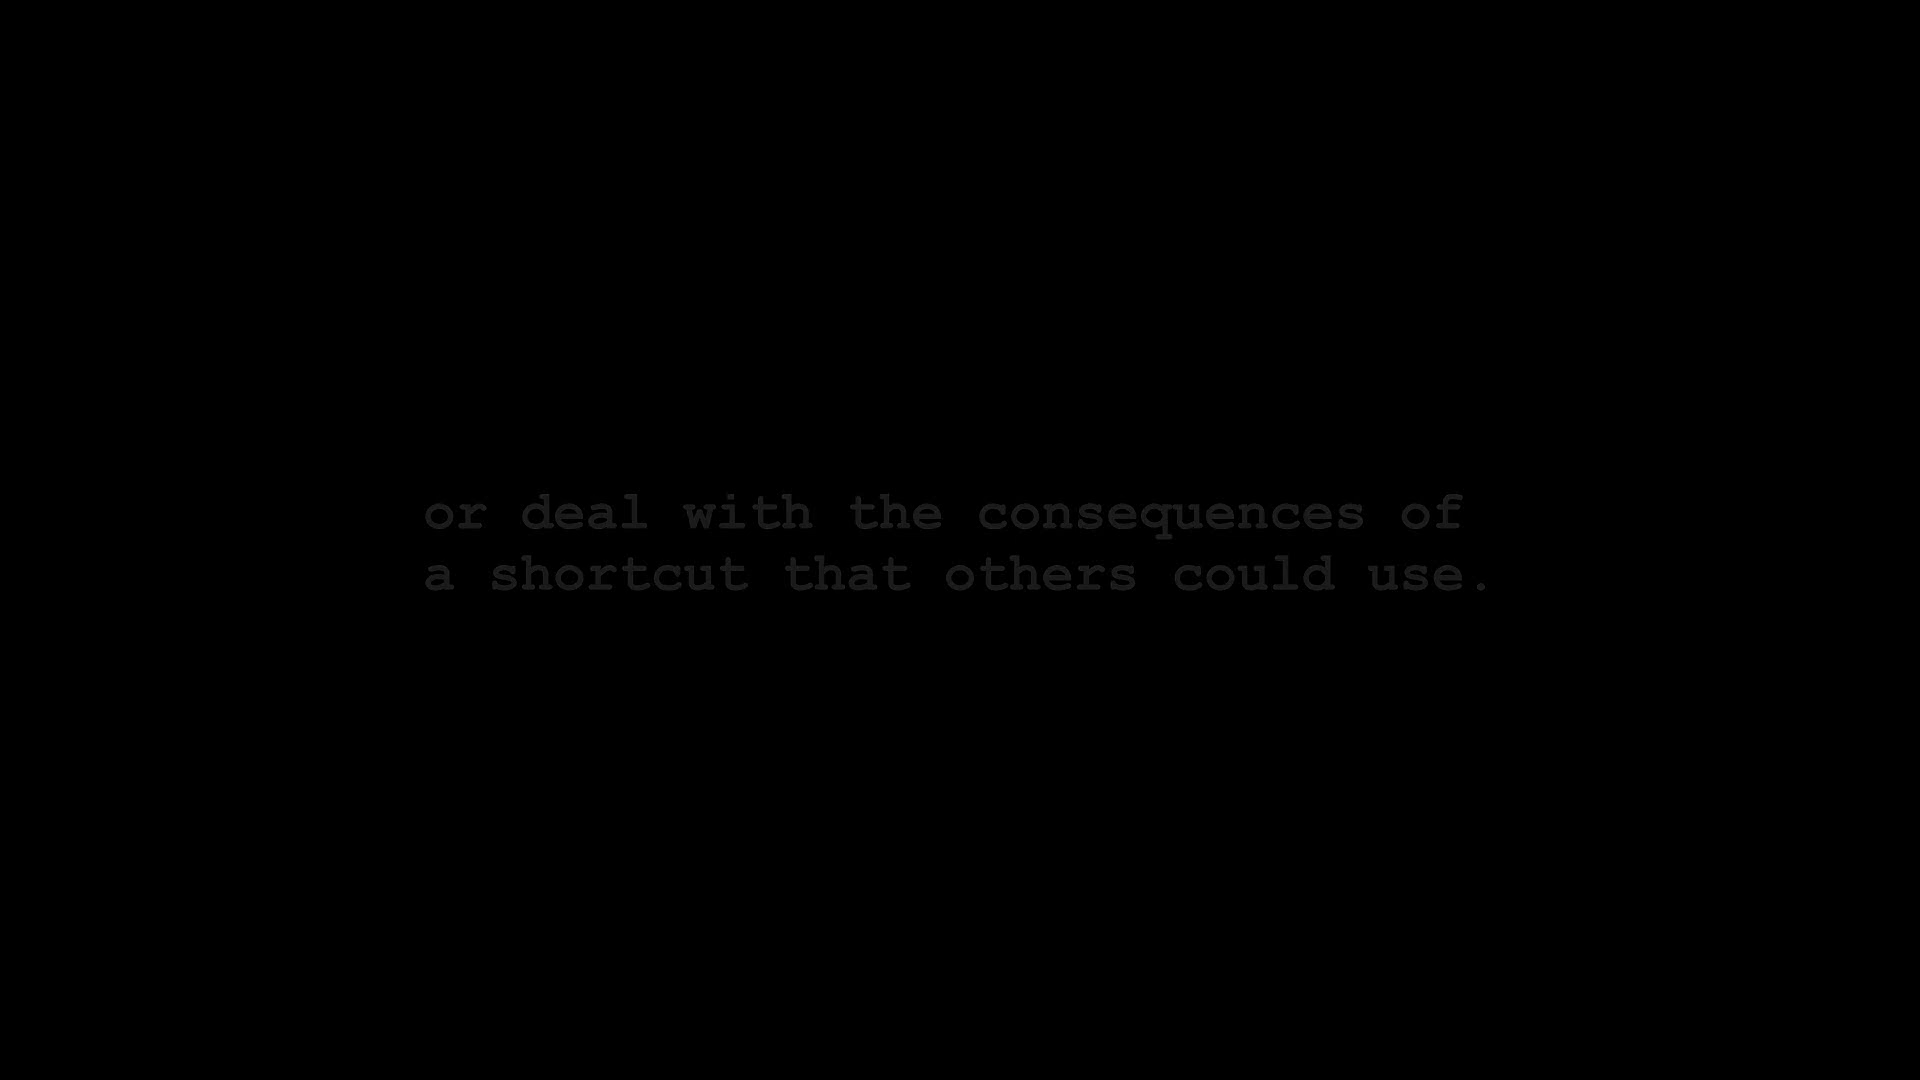 or deal with the consequences of
a shortcut that others could use.